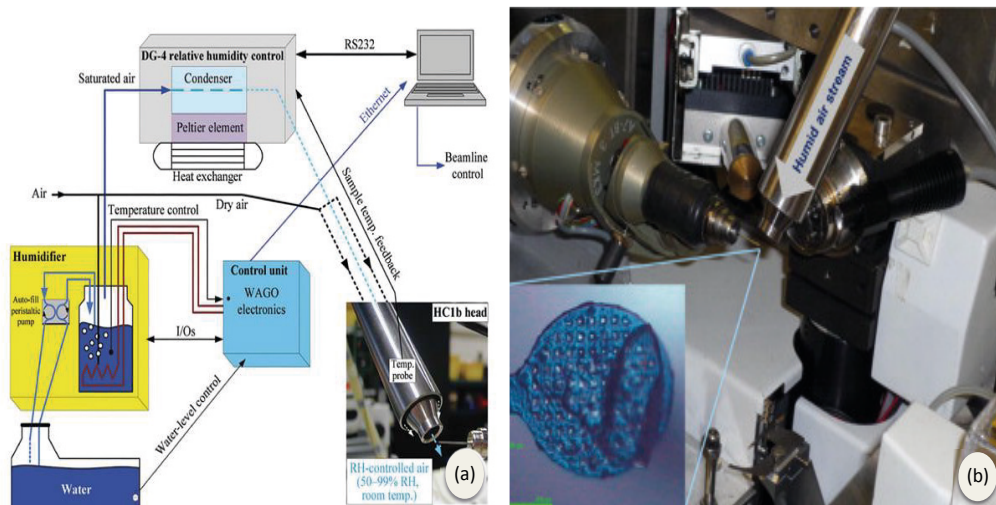 DG-4 relative humidity control
Saturated air
Condenser
Peltier element
Heat exchanger
RS232
Ethernet
Beamline
control
Air
Dry air
Temperature control
Sample temp. feedback
Humidifier
Auto-fill
peristaltic
pump
Control unit
WAGO
electronics
I/Os
Water-level control
Water
HC1b head
Temp.
probe
RH-controlled air
(50–99% RH,
room temp.)
(a)
Humid air stream
(b)